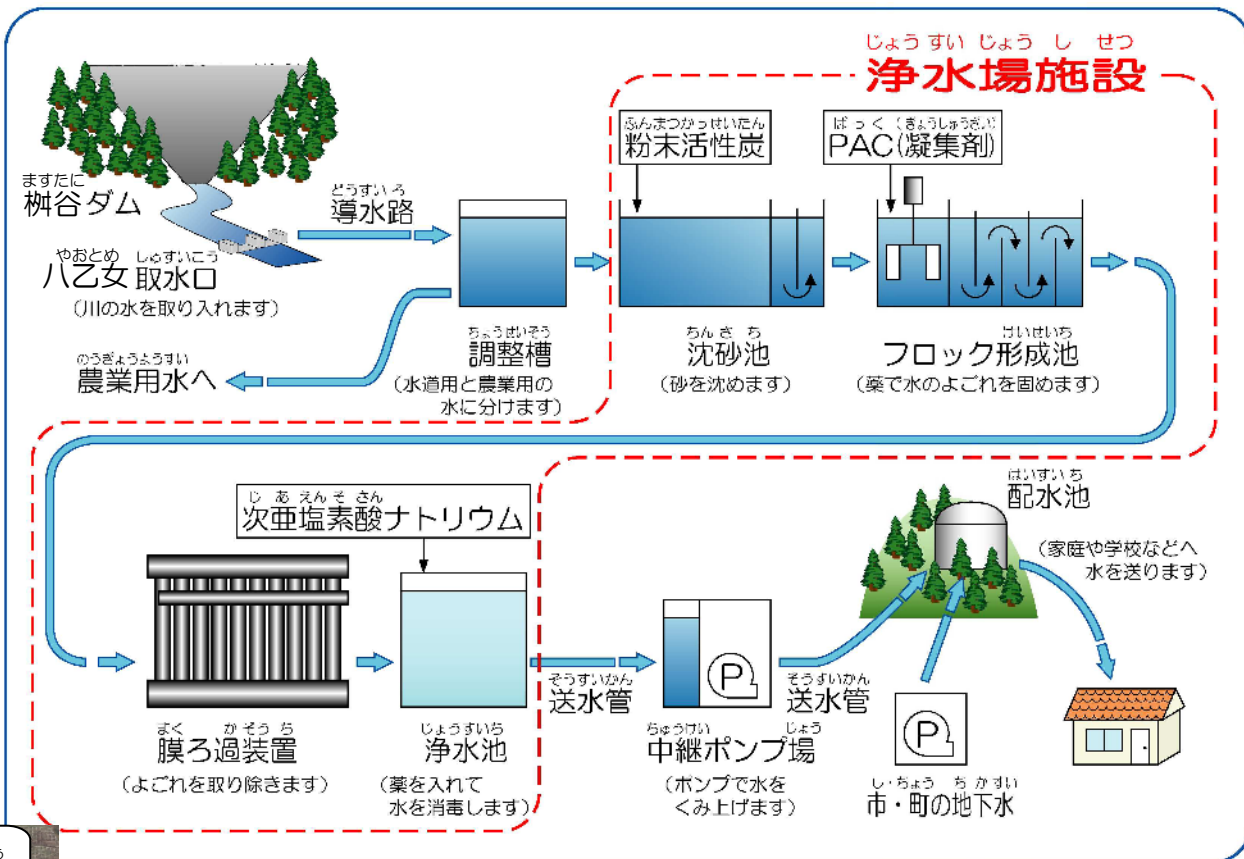 じょう すい じょう し せつ
浄水場施設
ふんまつかっせいたん
粉末活性炭
ぱっく (ぎょうしゅうざい)
PAC(凝集剤)
ますたに
桝谷ダム
どうすいろ
導水路
やおとめ しゅすいこう
八乙女 取水口
(川の水を取り入れます)
のうぎょうようすい
農業用水へ
ちょうせいそう
調整槽
(水道用と農業用の
水に分けます)
ちんさち
沈砂池
(砂を沈めます)
けいせいち
フロック形成池
(薬で水のよごれを固めます)
じ あ えん そ さん
次亜塩素酸ナトリウム
まく かそうち
膜ろ過装置
(よごれを取り除きます)
じょうすいち
浄水池
(薬を入れて
水を消毒します)
そうすいかん
送水管
P
ちゅうけい じょう
中継ポンプ場
(ポンプで水を
くみ上げます)
そうすいかん
送水管
はいすいち
配水池
(家庭や学校などへ
水を送ります)
P
し・ちょう ち か すい
市・町の地下水